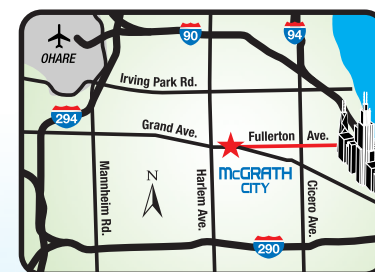 90
94
OHARE
Irving Park Rd.
294
Grand Ave.
Fullerton Ave.
McGRATH
CITY
N
Mannheim Rd.
Harlem Ave.
Cicero Ave.
290